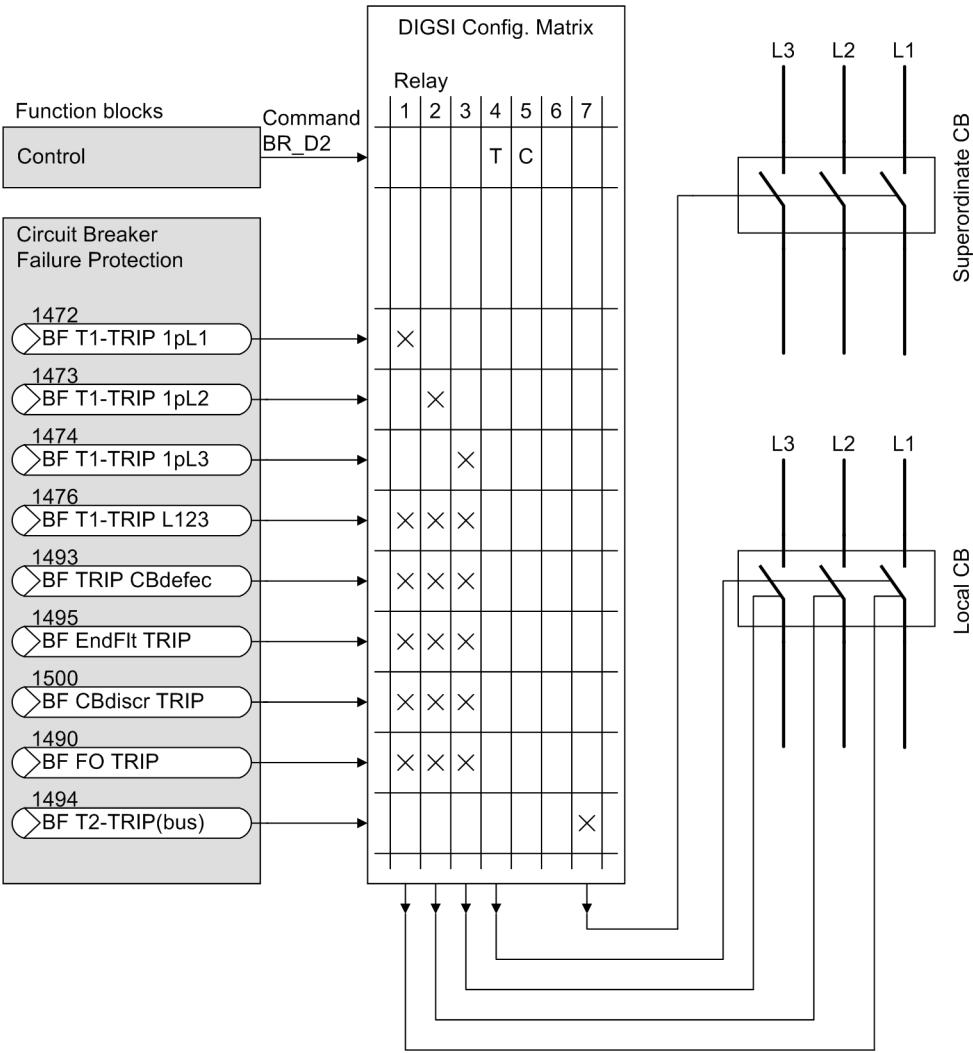 DIGSI Config. Matrix
Relay
1 2 3 4 5 6 7
Function blocks
Command
BR_D2
Control
T C
Circuit Breaker
Failure Protection
1472
BF T1-TRIP 1pL1
1473
BF T1-TRIP 1pL2
1474
BF T1-TRIP 1pL3
1476
BF T1-TRIP L123
1493
BF TRIP CBdefec
1495
BF EndFlt TRIP
1500
BF CBdiscr TRIP
1490
BF FO TRIP
1494
BF T2-TRIP(bus)
L3 L2 L1
Superordinate CB
L3 L2 L1
Local CB